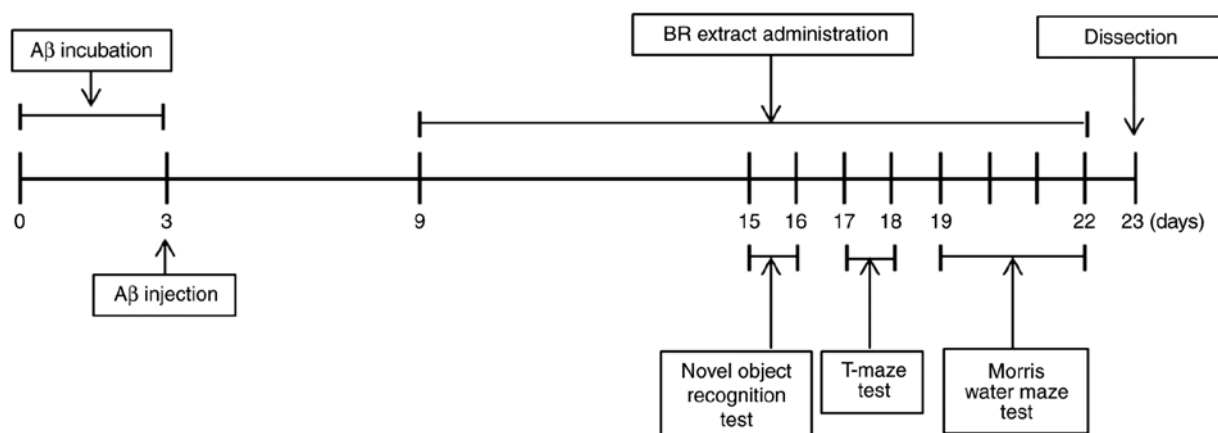 Aβ incubation
BR extract administration
Dissection
0
3
9
15
16
17
18
19
22
23 (days)
Aβ injection
Novel object
recognition
test
T-maze
test
Morris
water maze
test